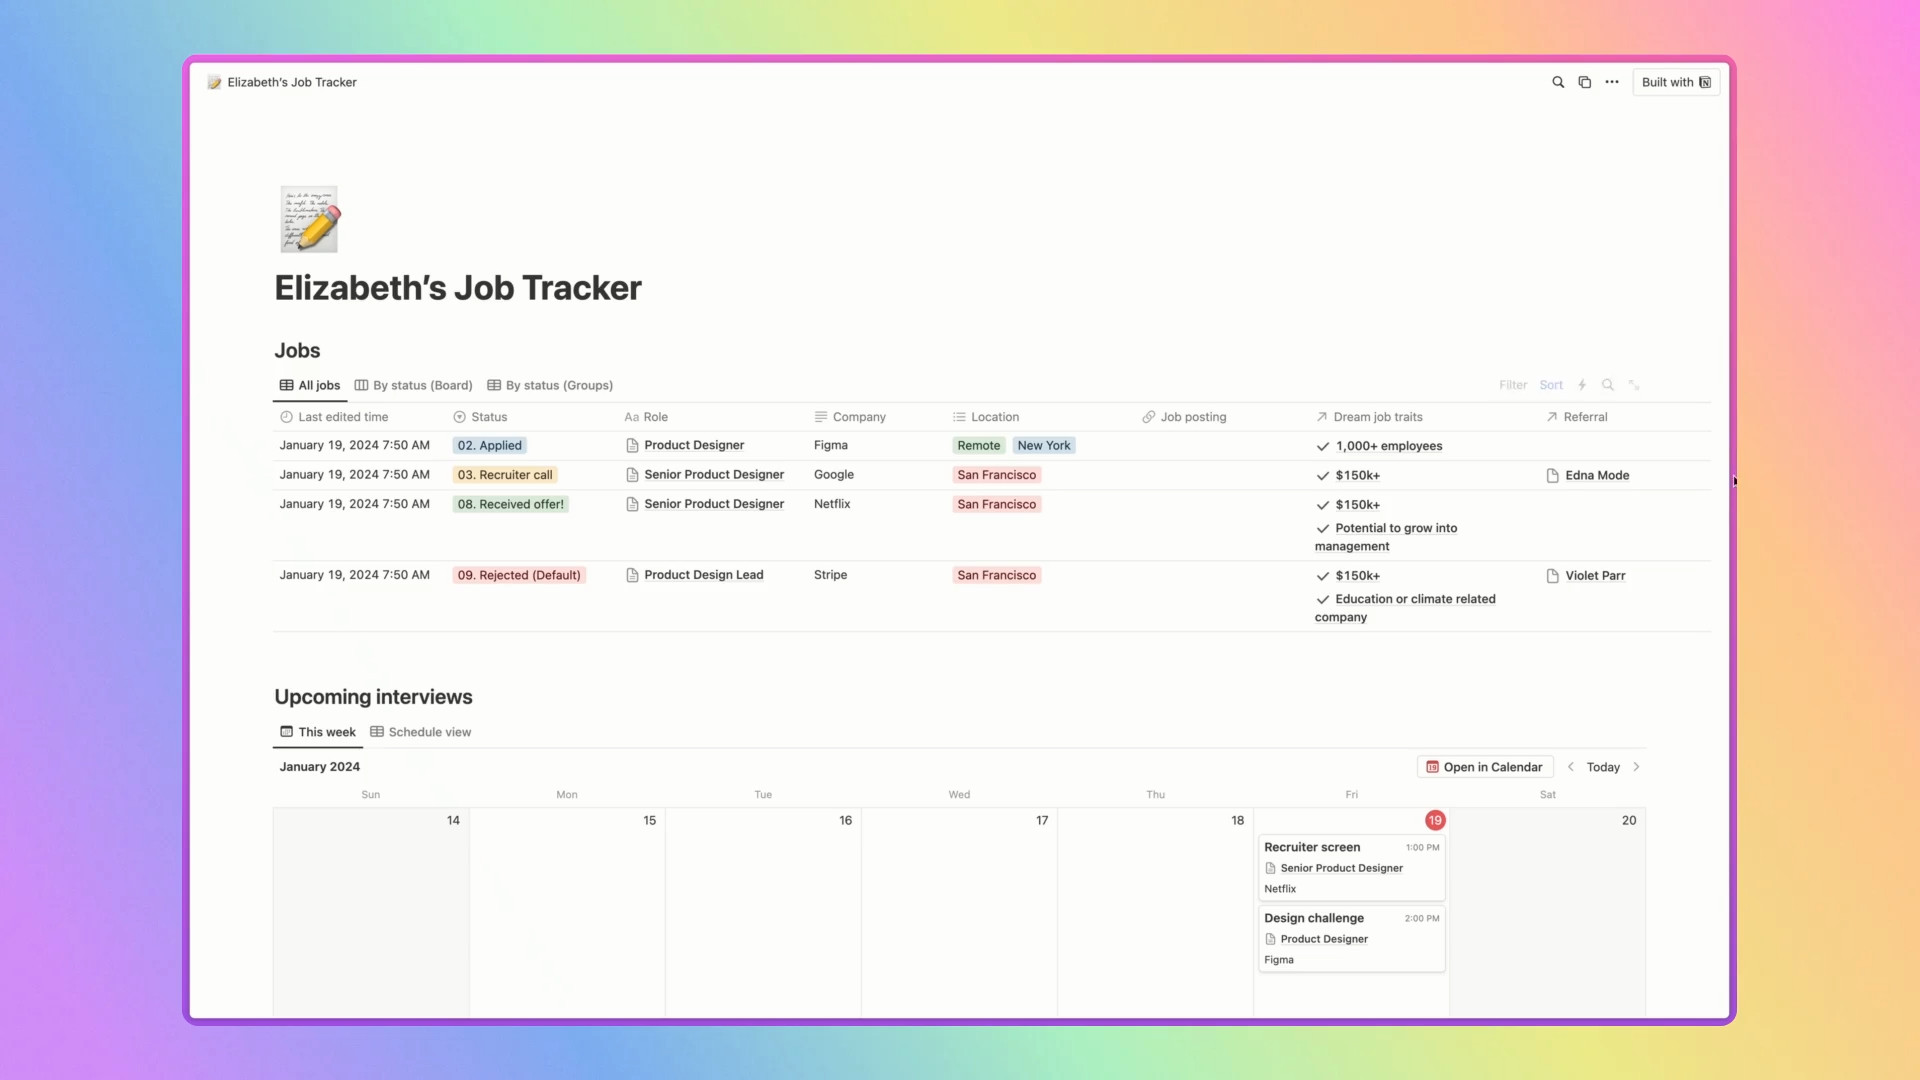 Elizabeth's Job Tracker
Built with
Elizabeth's Job Tracker
Jobs
All jobs By status (Board) By status (Groups) Filter Sort
Last edited time Status Aa Role Company Location Job posting Dream job traits Referral
January 19, 2024 7:50 AM 02. Applied Product Designer Figma Remote New York 1,000+ employees
January 19, 2024 7:50 AM 03. Recruiter call Senior Product Designer Google San Francisco $150k+ Edna Mode
January 19, 2024 7:50 AM 08. Received offer! Senior Product Designer Netflix San Francisco $150k+
Potential to grow into
management
January 19, 2024 7:50 AM 09. Rejected (Default) Product Design Lead Stripe San Francisco $150k+ Violet Parr
Education or climate related
company
Upcoming interviews
This week Schedule view
January 2024 Open in Calendar Today
Sun Mon Tue Wed Thu Fri Sat
14 15 16 17 18 19 20
Recruiter screen 1:00 PM
Senior Product Designer
Netflix
Design challenge 2:00 PM
Product Designer
Figma